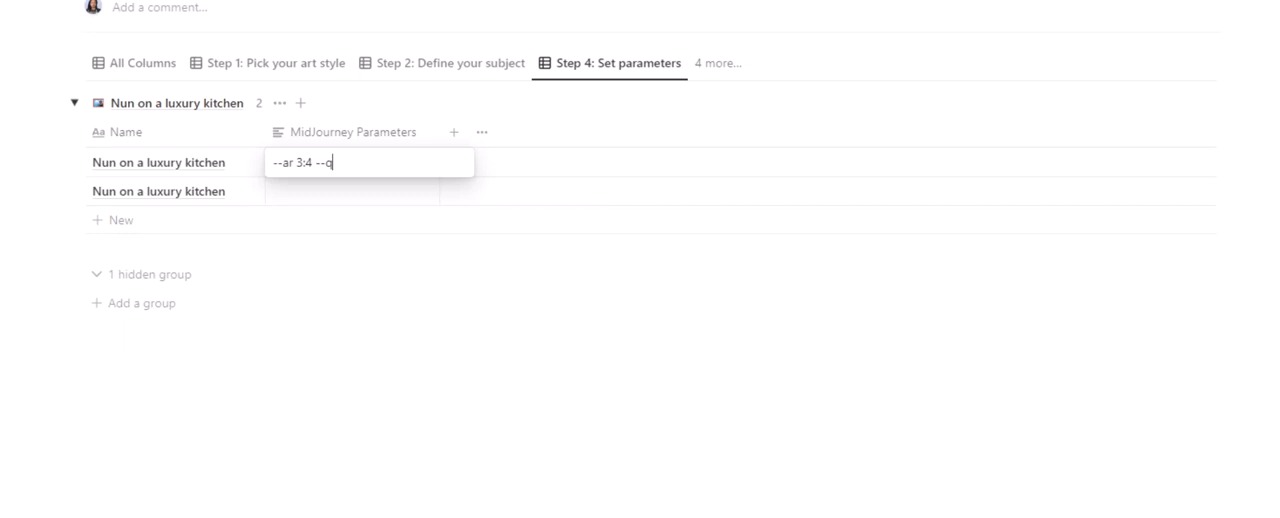 Add a comment...
All Columns Step 1: Pick your art style Step 2: Define your subject Step 4: Set parameters 4 more...
Nun on a luxury kitchen 2
Aa Name MidJourney Parameters
Nun on a luxury kitchen --ar 3:4 --q
Nun on a luxury kitchen
New
1 hidden group
Add a group